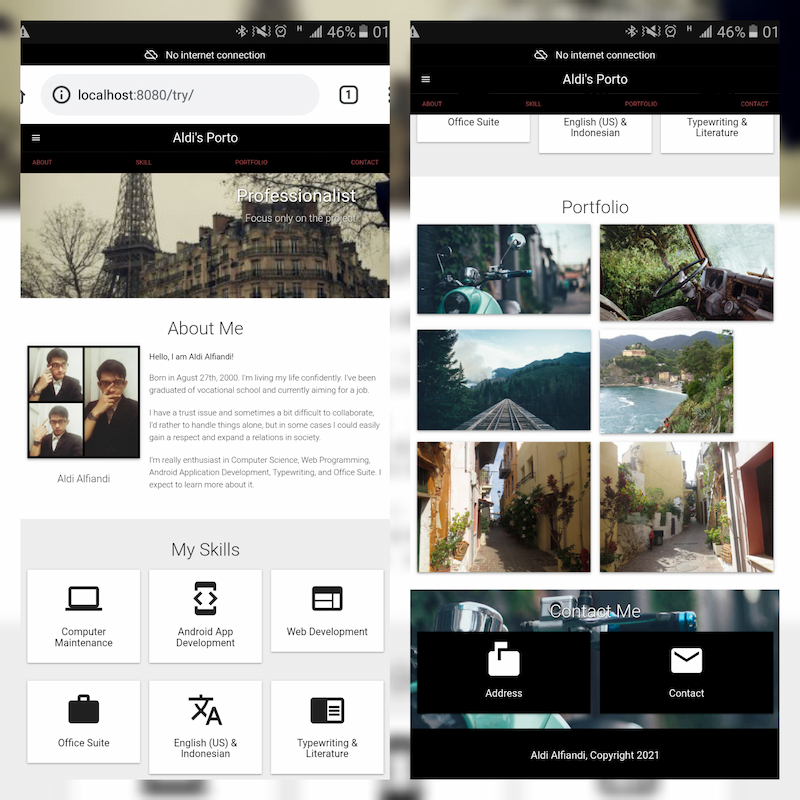 46% 01
No internet connection
localhost:8080/try/
1
Aldi's Porto
ABOUT SKILL PORTFOLIO CONTACT
Professionalist
Focus only on the project
About Me
Hello, I am Aldi Alfiandi!
Born in Agust 27th, 2000. I'm living my life confidently. I've been
graduated of vocational school and currently aiming for a job.
I have a trust issue and sometimes a bit difficult to collaborate,
I'd rather to handle things alone, but in some cases I could easily
gain a respect and expand a relations in society.
I'm really enthusiast in Computer Science, Web Programming,
Android Application Development, Typewriting, and Office Suite. I
expect to learn more about it.
Aldi Alfiandi
My Skills
Computer
Maintenance
Android App
Development
Web Development
Office Suite
English (US) &
Indonesian
Typewriting &
Literature
H 46% 01
No internet connection
Aldi's Porto
ABOUT SKILL PORTFOLIO CONTACT
Office Suite
English (US) &
Indonesian
Typewriting &
Literature
Portfolio
Contact Me
Address
Contact
Aldi Alfiandi, Copyright 2021